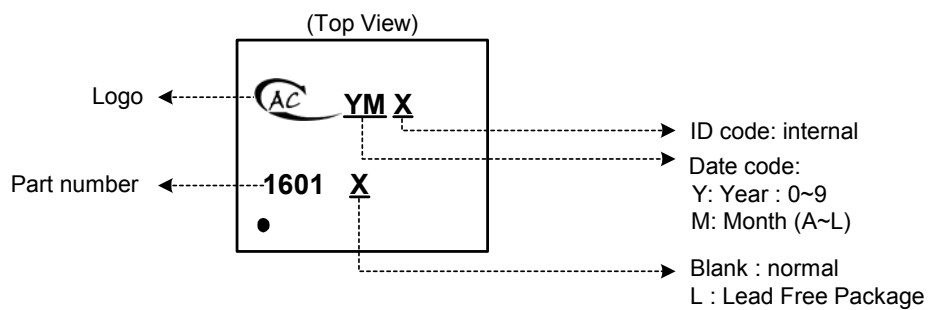 (Top View)
Logo
AC YM X
ID code: internal
Date code:
Y: Year : 0~9
M: Month (A~L)
Part number
1601 X
Blank : normal
L : Lead Free Package